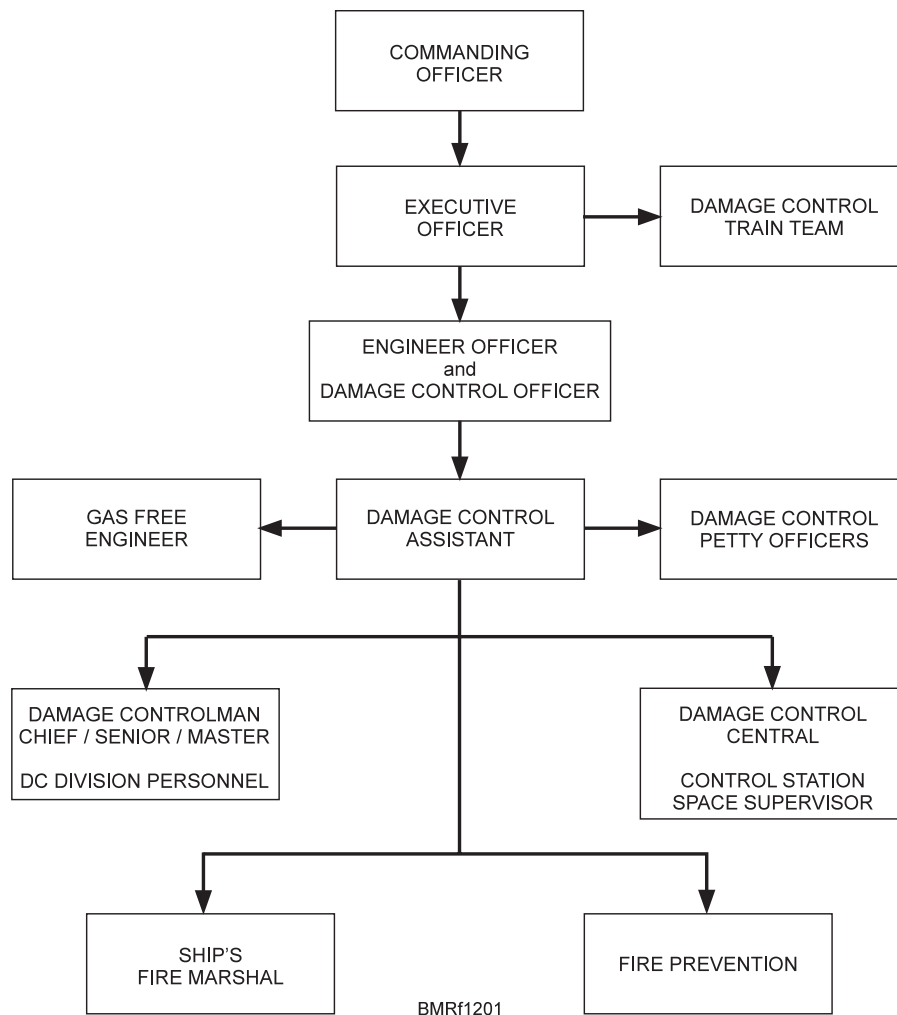 COMMANDING
OFFICER
EXECUTIVE
OFFICER
DAMAGE CONTROL
TRAIN TEAM
ENGINEER OFFICER
and
DAMAGE CONTROL OFFICER
GAS FREE
ENGINEER
DAMAGE CONTROL
ASSISTANT
DAMAGE CONTROL
PETTY OFFICERS
DAMAGE CONTROLMAN
CHIEF / SENIOR / MASTER
DC DIVISION PERSONNEL
DAMAGE CONTROL
CENTRAL
CONTROL STATION
SPACE SUPERVISOR
SHIP'S
FIRE MARSHAL
FIRE PREVENTION
BMRf1201